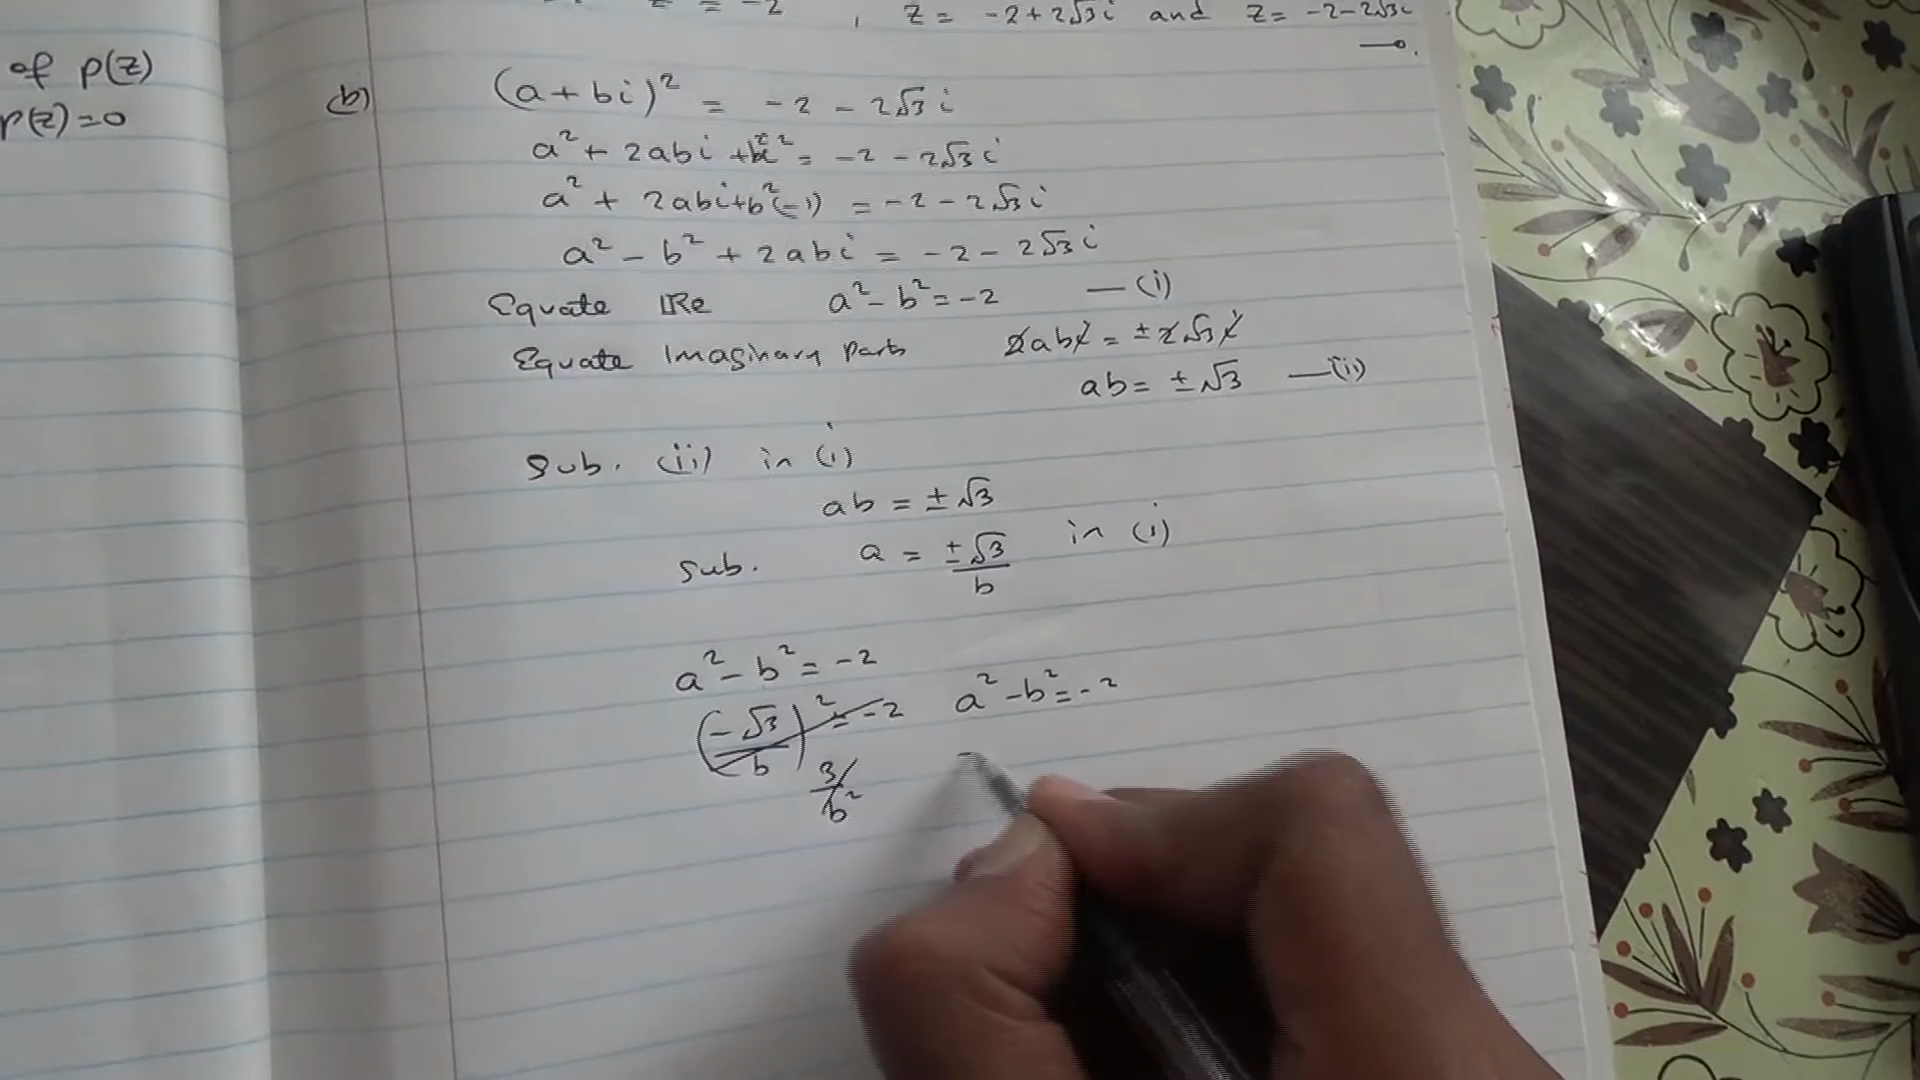 z = -2 , z = -2+2√3i and z = -2-2√3i
of p(z)
p(z)=0
(b) (a+bi)² = -2 - 2√3 i
a² + 2abi + b²i² = -2 - 2√3 i
a² + 2abi+b²(-1) = -2 - 2√3 i
a² - b² + 2abi = -2 - 2√3 i
Equate Re a² - b² = -2 — (i)
Equate Imaginary Parts 2abi = ±2√3i
ab = ±√3 — (ii)
Sub. (ii) in (i)
ab = ±√3
Sub. a = ±√3/b in (i)
a² - b² = -2
(-√3/b)² = -2 a² - b² = -2
3/b²